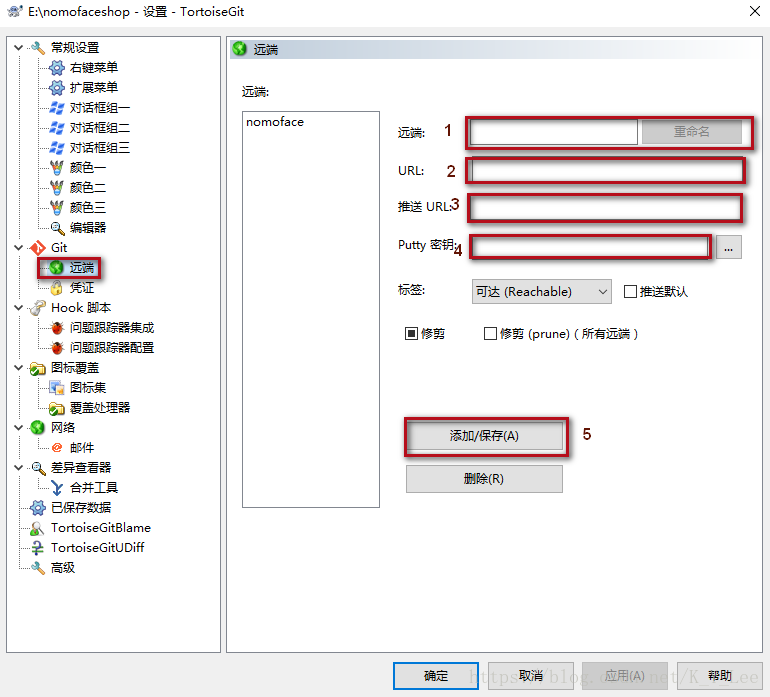 E:\nomofaceshop - 设置 - TortoiseGit
常规设置
右键菜单
扩展菜单
对话框组一
对话框组二
对话框组三
颜色一
颜色二
颜色三
编辑器
Git
远端
凭证
Hook 脚本
问题跟踪器集成
问题跟踪器配置
图标覆盖
图标集
覆盖处理器
网络
邮件
差异查看器
合并工具
已保存数据
TortoiseGitBlame
TortoiseGitUDiff
高级
远端
远端:
nomoface
远端: 1 重命名
URL: 2
推送 URL: 3
Putty 密钥: 4 ...
标签: 可达 (Reachable) 推送默认
修剪 修剪 (prune) ( 所有远端 )
添加/保存(A) 5
删除(R)
确定 取消 应用(A) 帮助